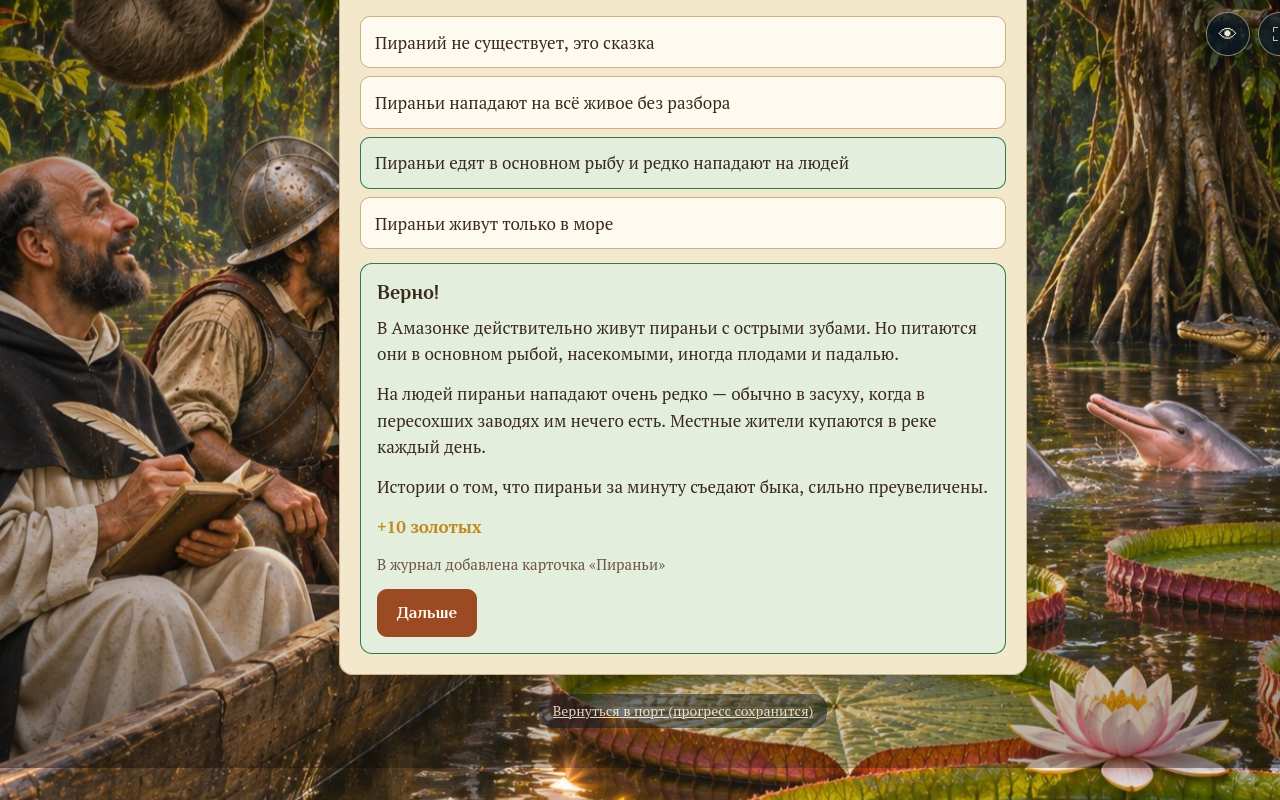 Пираний не существует, это сказка
Пираньи нападают на всё живое без разбора
Пираньи едят в основном рыбу и редко нападают на людей
Пираньи живут только в море
Верно!
В Амазонке действительно живут пираньи с острыми зубами. Но питаются
они в основном рыбой, насекомыми, иногда плодами и падалью.
На людей пираньи нападают очень редко — обычно в засуху, когда в
пересохших заводях им нечего есть. Местные жители купаются в реке
каждый день.
Истории о том, что пираньи за минуту съедают быка, сильно преувеличены.
+10 золотых
В журнал добавлена карточка «Пираньи»
Дальше
Вернуться в порт (прогресс сохранится)